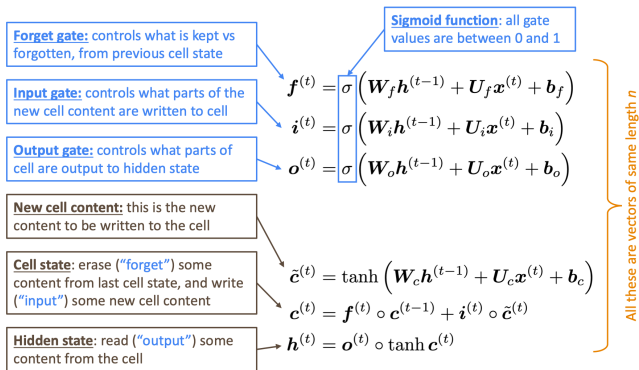 Sigmoid function: all gate
values are between 0 and 1
Forget gate: controls what is kept vs
forgotten, from previous cell state
Input gate: controls what parts of the
new cell content are written to cell
Output gate: controls what parts of
cell are output to hidden state
𝒇⁽ᵗ⁾ = σ(𝑾_f 𝒉⁽ᵗ⁻¹⁾ + 𝑼_f 𝒙⁽ᵗ⁾ + 𝒃_f)
𝒊⁽ᵗ⁾ = σ(𝑾_i 𝒉⁽ᵗ⁻¹⁾ + 𝑼_i 𝒙⁽ᵗ⁾ + 𝒃_i)
𝒐⁽ᵗ⁾ = σ(𝑾_o 𝒉⁽ᵗ⁻¹⁾ + 𝑼_o 𝒙⁽ᵗ⁾ + 𝒃_o)
New cell content: this is the new
content to be written to the cell
Cell state: erase (“forget”) some
content from last cell state, and write
(“input”) some new cell content
Hidden state: read (“output”) some
content from the cell
𝒄̃⁽ᵗ⁾ = tanh(𝑾_c 𝒉⁽ᵗ⁻¹⁾ + 𝑼_c 𝒙⁽ᵗ⁾ + 𝒃_c)
𝒄⁽ᵗ⁾ = 𝒇⁽ᵗ⁾ ∘ 𝒄⁽ᵗ⁻¹⁾ + 𝒊⁽ᵗ⁾ ∘ 𝒄̃⁽ᵗ⁾
𝒉⁽ᵗ⁾ = 𝒐⁽ᵗ⁾ ∘ tanh 𝒄⁽ᵗ⁾
All these are vectors of same length n